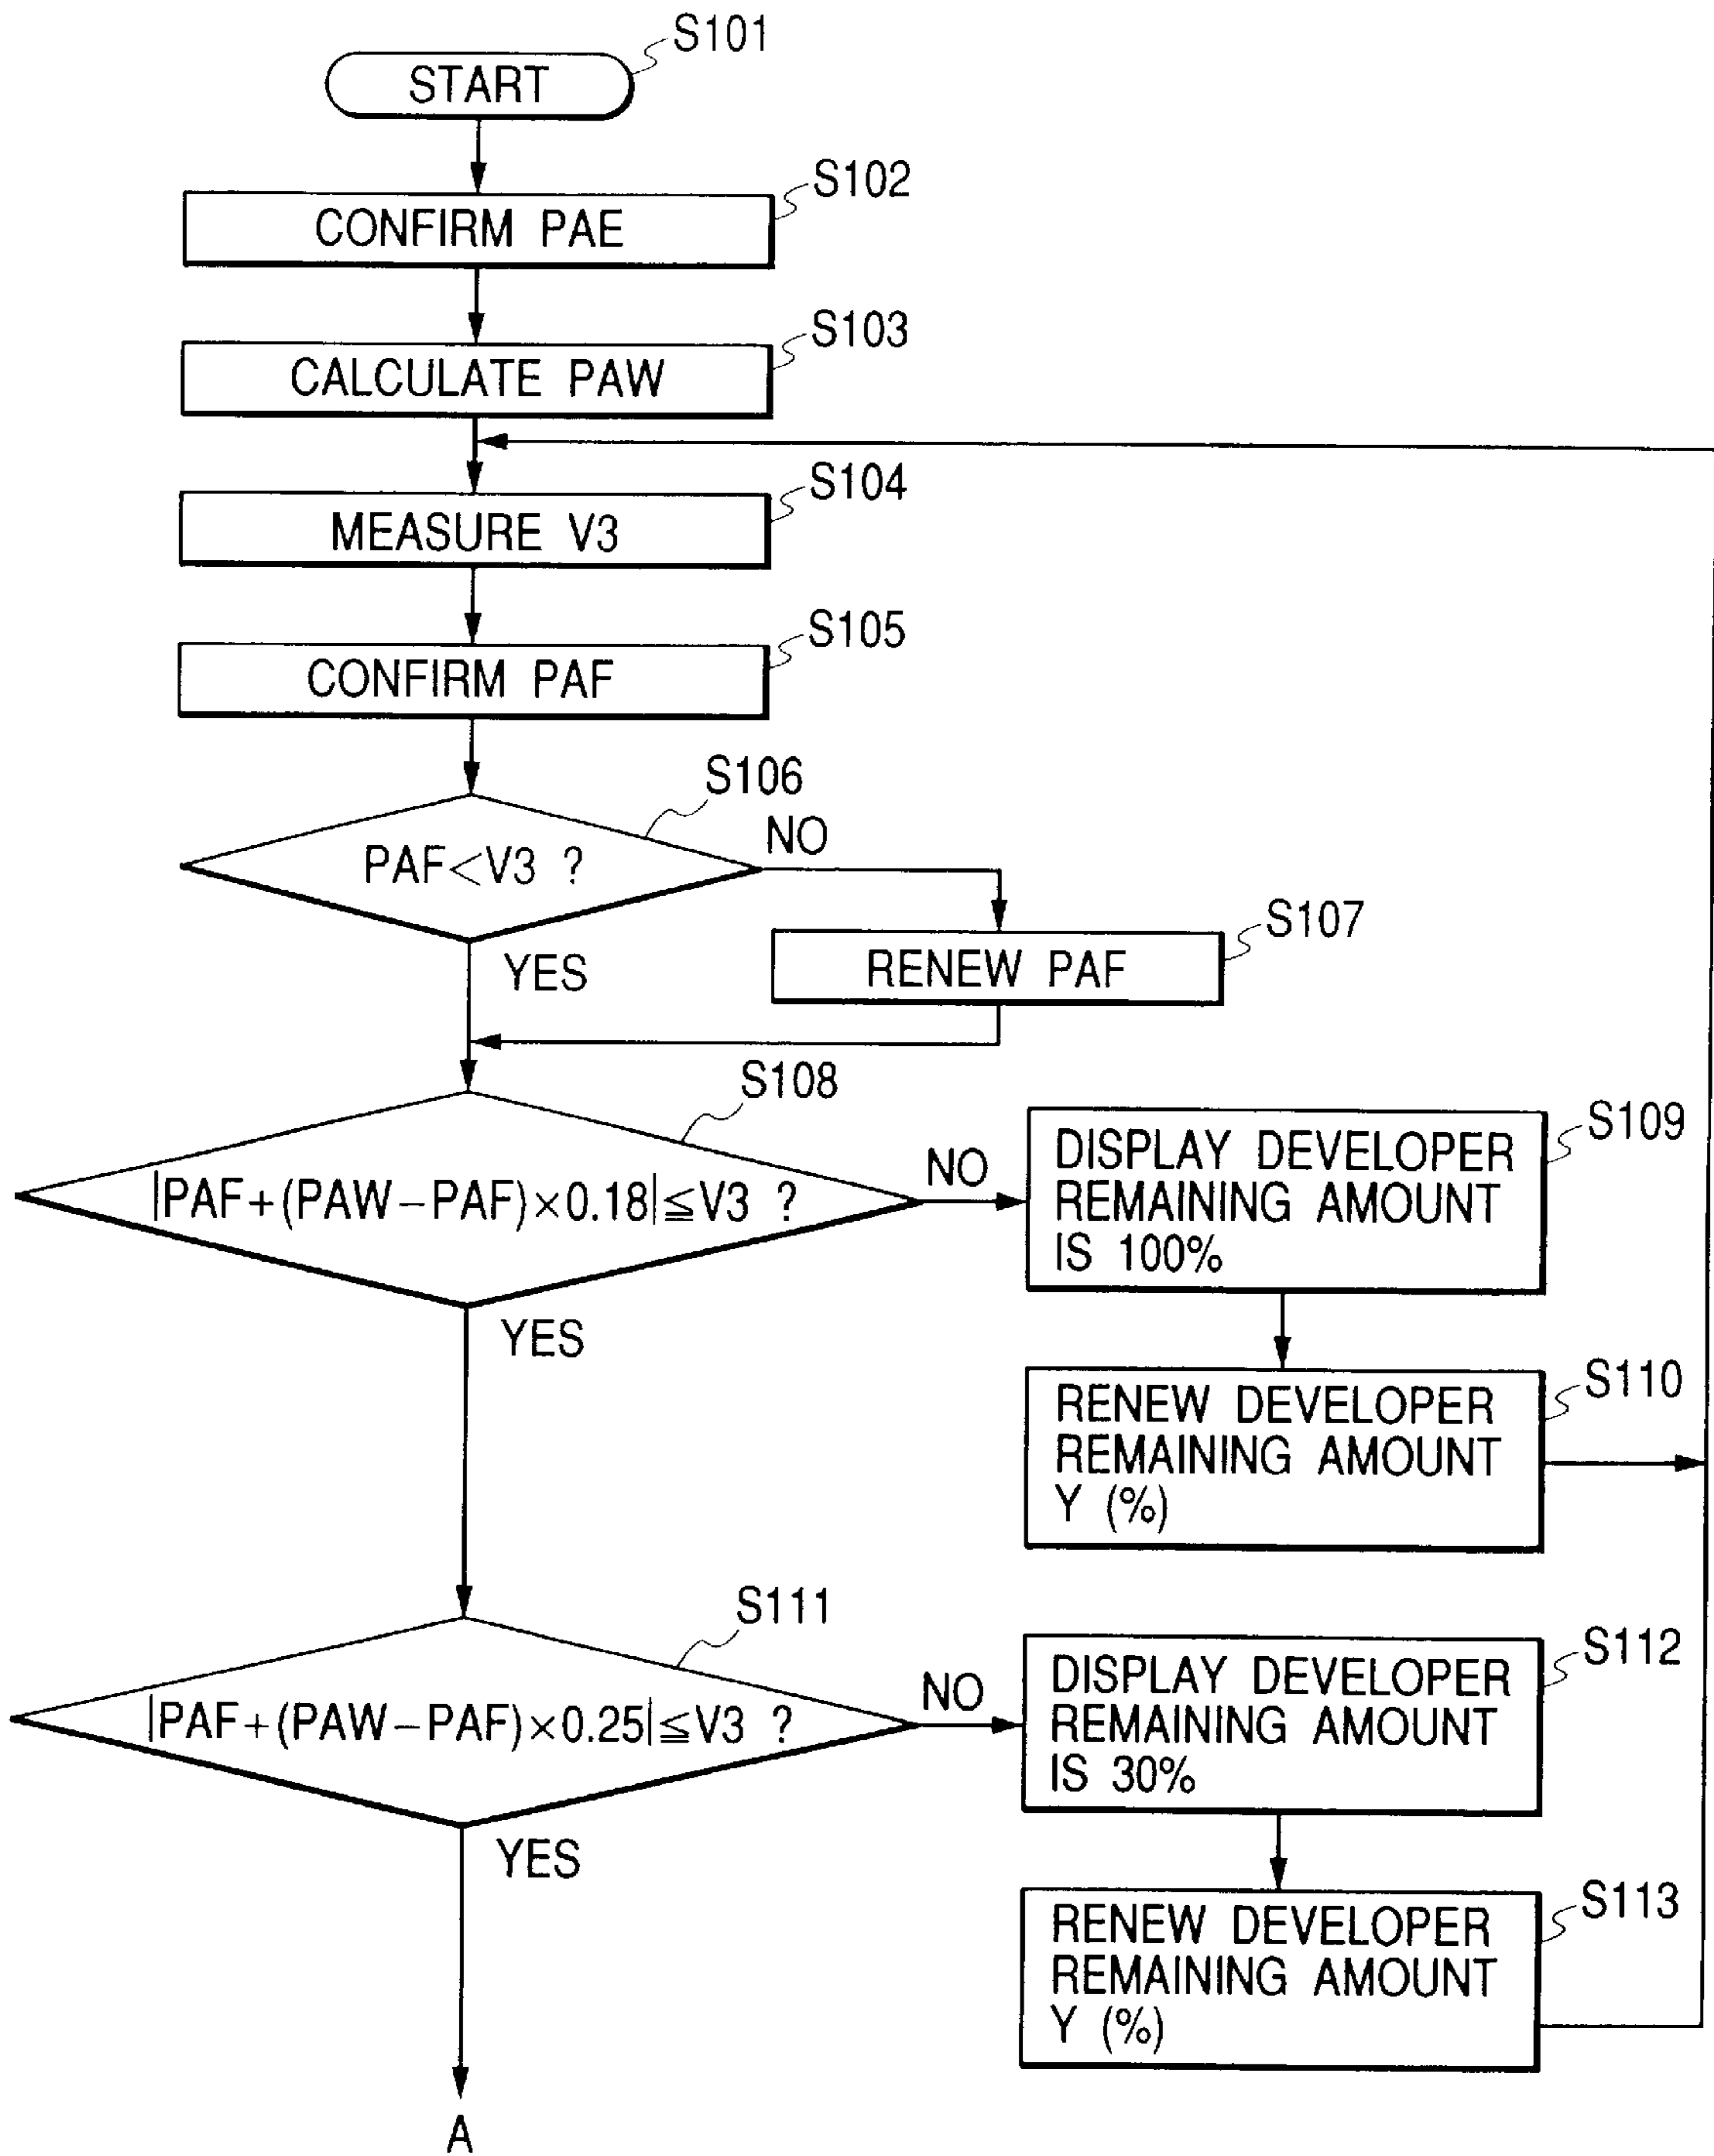 S101
START
S102
CONFIRM PAE
S103
CALCULATE PAW
S104
MEASURE V3
S105
CONFIRM PAF
S106
PAF<V3 ?
NO
YES
S107
RENEW PAF
S108
|PAF+(PAW−PAF)×0.18|≦V3 ?
NO
YES
S109
DISPLAY DEVELOPER
REMAINING AMOUNT
IS 100%
S110
RENEW DEVELOPER
REMAINING AMOUNT
Y (%)
S111
|PAF+(PAW−PAF)×0.25|≦V3 ?
NO
YES
S112
DISPLAY DEVELOPER
REMAINING AMOUNT
IS 30%
S113
RENEW DEVELOPER
REMAINING AMOUNT
Y (%)
A